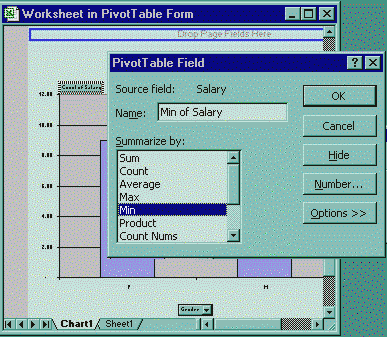 Worksheet in PivotTable Form
Drop Page Fields Here
PivotTable Field
Source field: Salary
Name: Min of Salary
Summarize by:
Sum
Count
Average
Max
Min
Product
Count Nums
OK
Cancel
Hide
Number...
Options >>
Count of Salary
12.00
10.00
8.00
6.00
4.00
2.00
F
M
Gender
Chart1
Sheet1